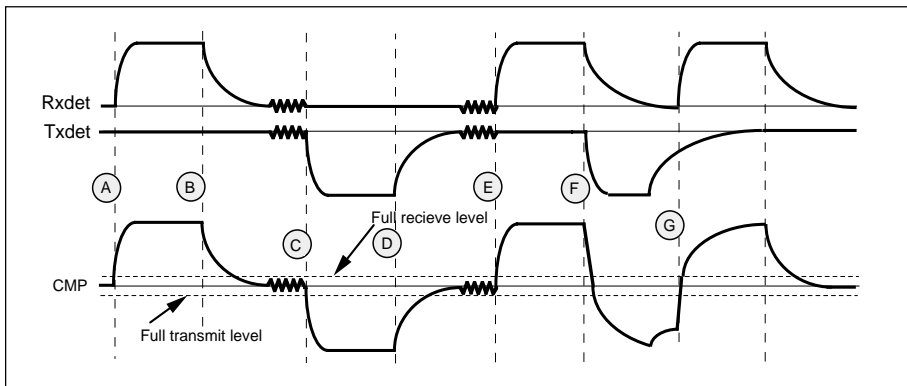 Rxdet
Txdet
A
B
E
F
Full recieve level
G
C
D
CMP
Full transmit level